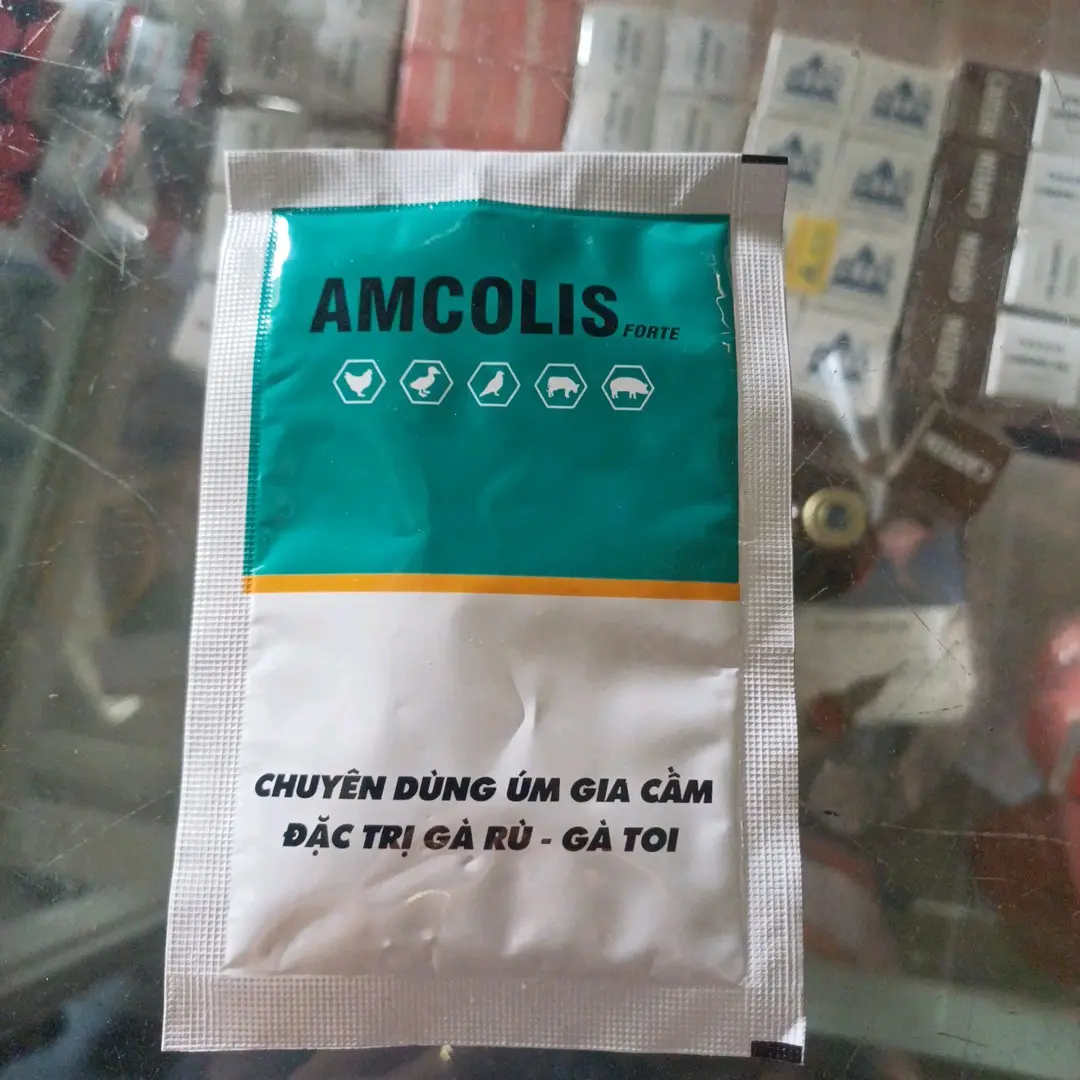 AMCOLIS FORTE
CHUYÊN DÙNG ÚM GIA CẦM
ĐẶC TRỊ GÀ RÙ - GÀ TOI